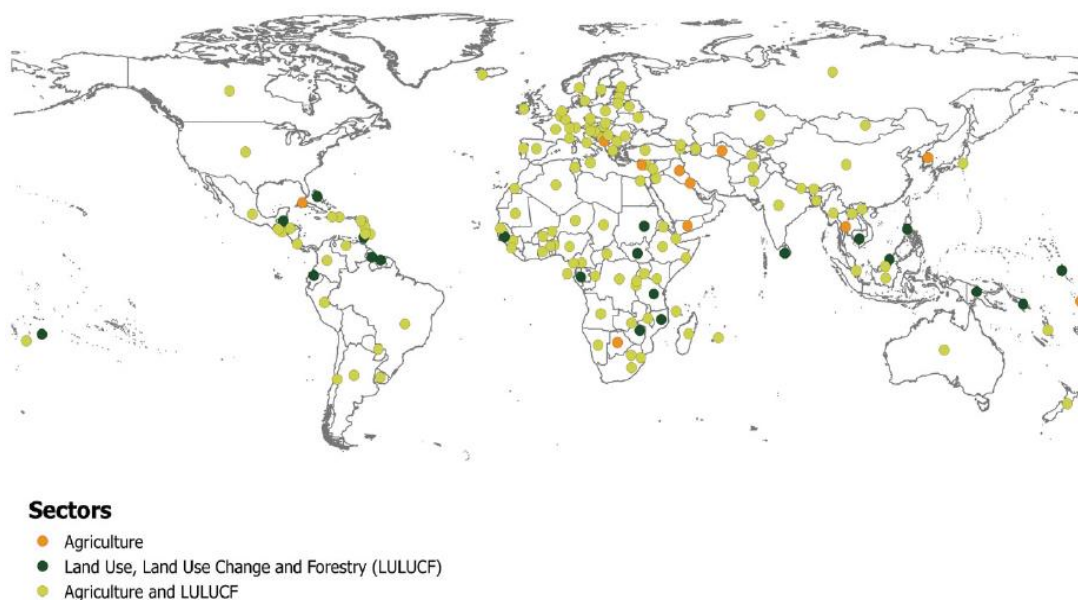 Sectors
Agriculture
Land Use, Land Use Change and Forestry (LULUCF)
Agriculture and LULUCF